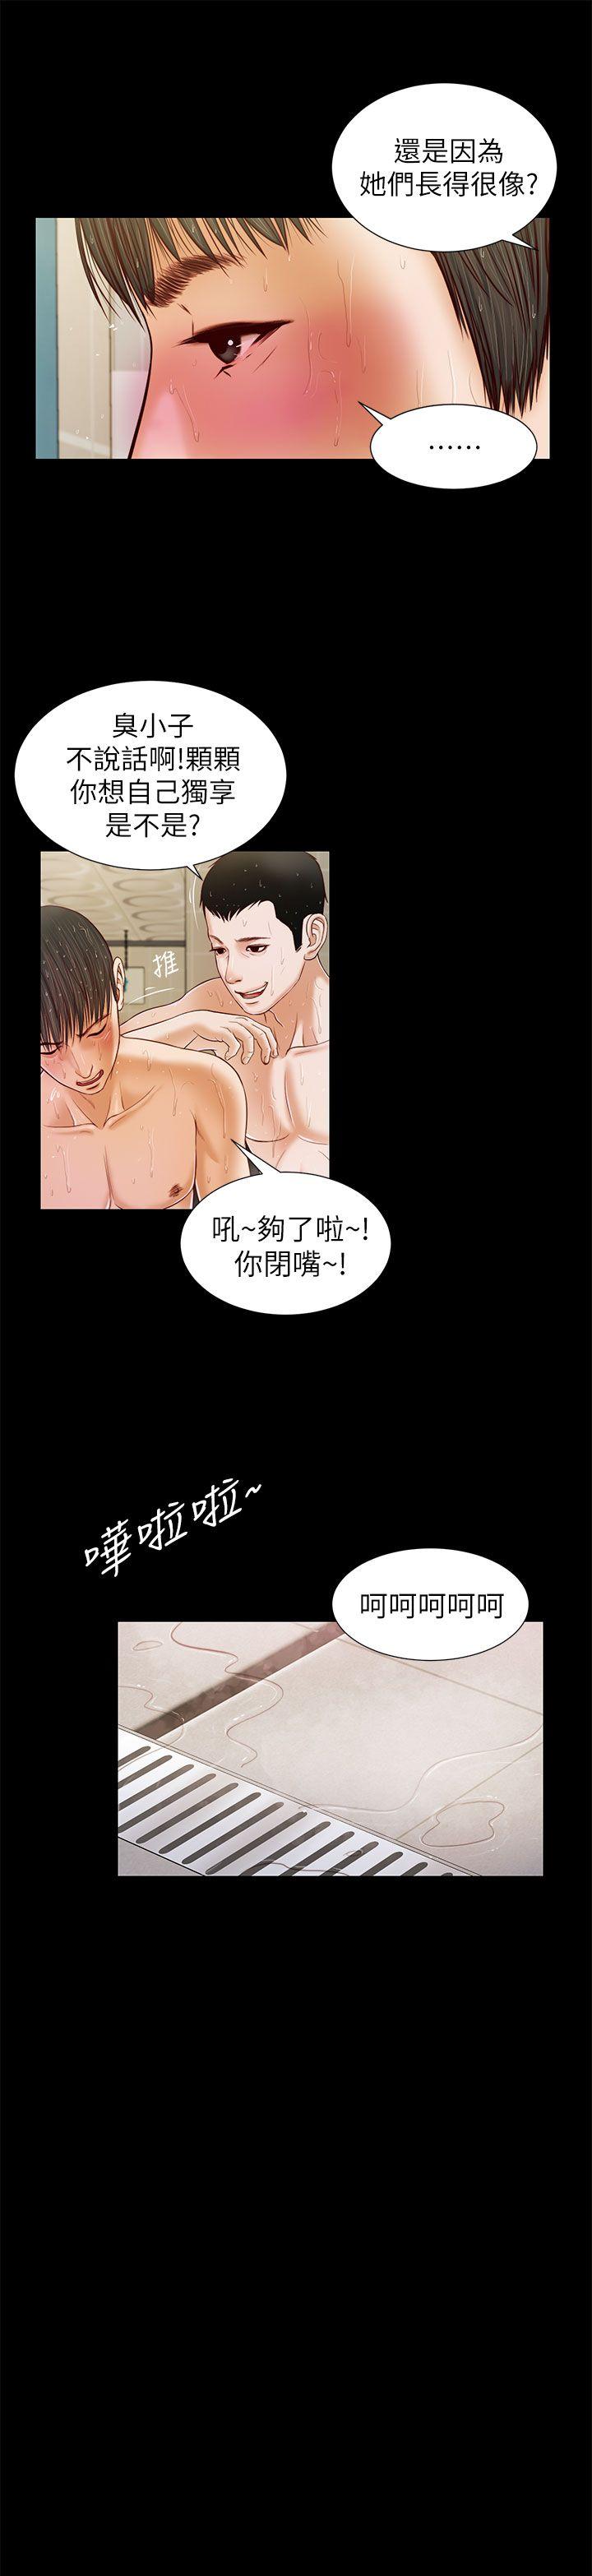 還是因為
她們長得很像?
……
臭小子
不說話啊!顆顆
你想自己獨享
是不是?
推
吼~夠了啦~!
你閉嘴~!
嘩啦啦~
呵呵呵呵呵